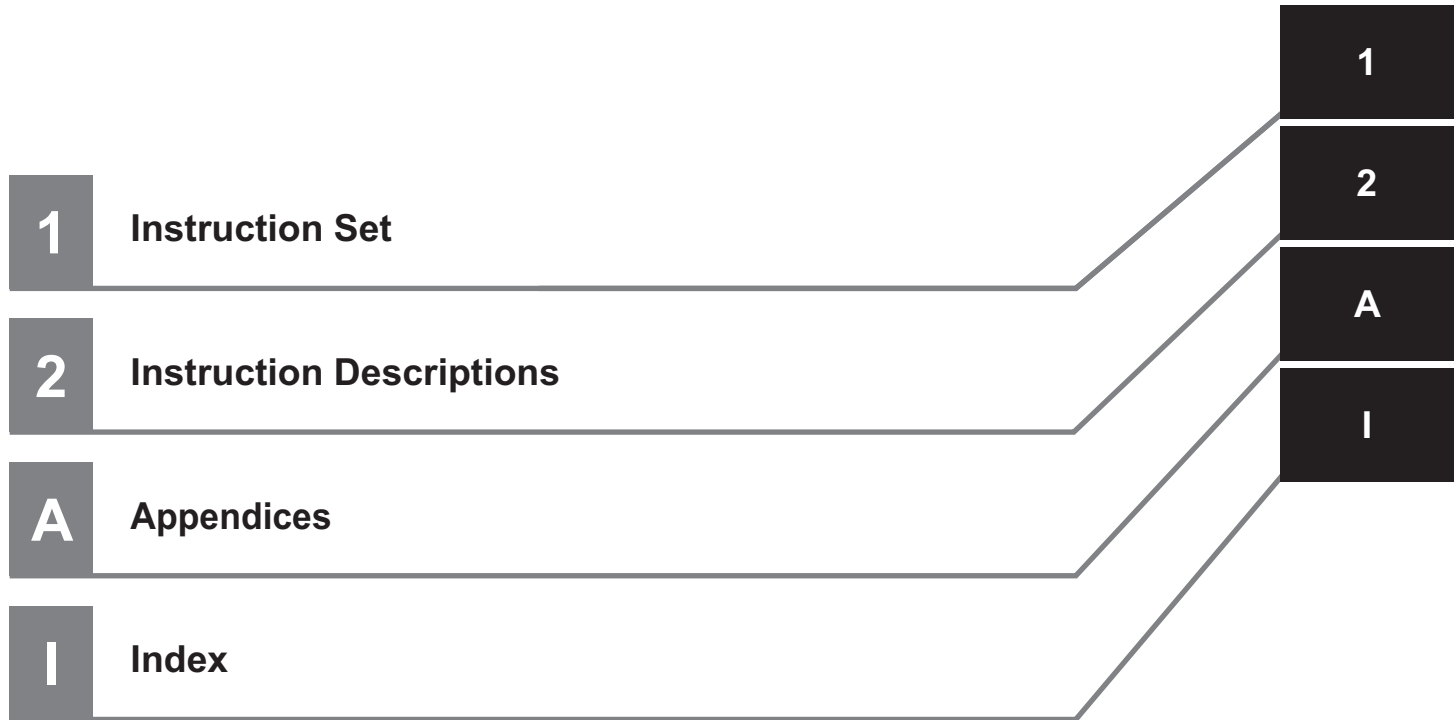 1 Instruction Set
2 Instruction Descriptions
A Appendices
I Index
1
2
A
I